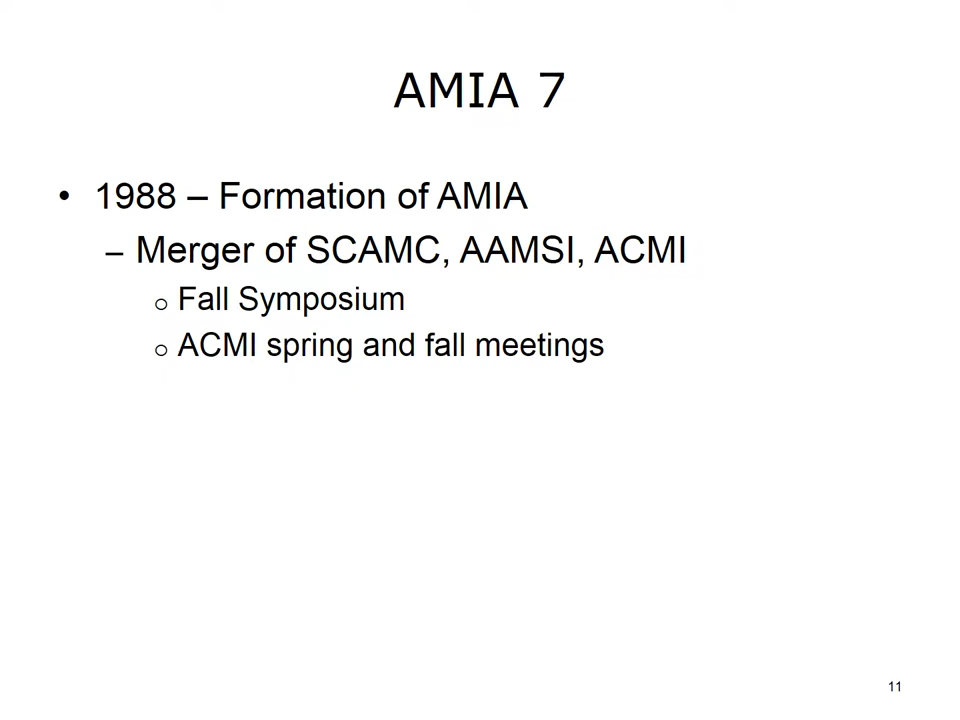 AMIA 7
• 1988 – Formation of AMIA
– Merger of SCAMC, AAMSI, ACMI
o Fall Symposium
o ACMI spring and fall meetings
11